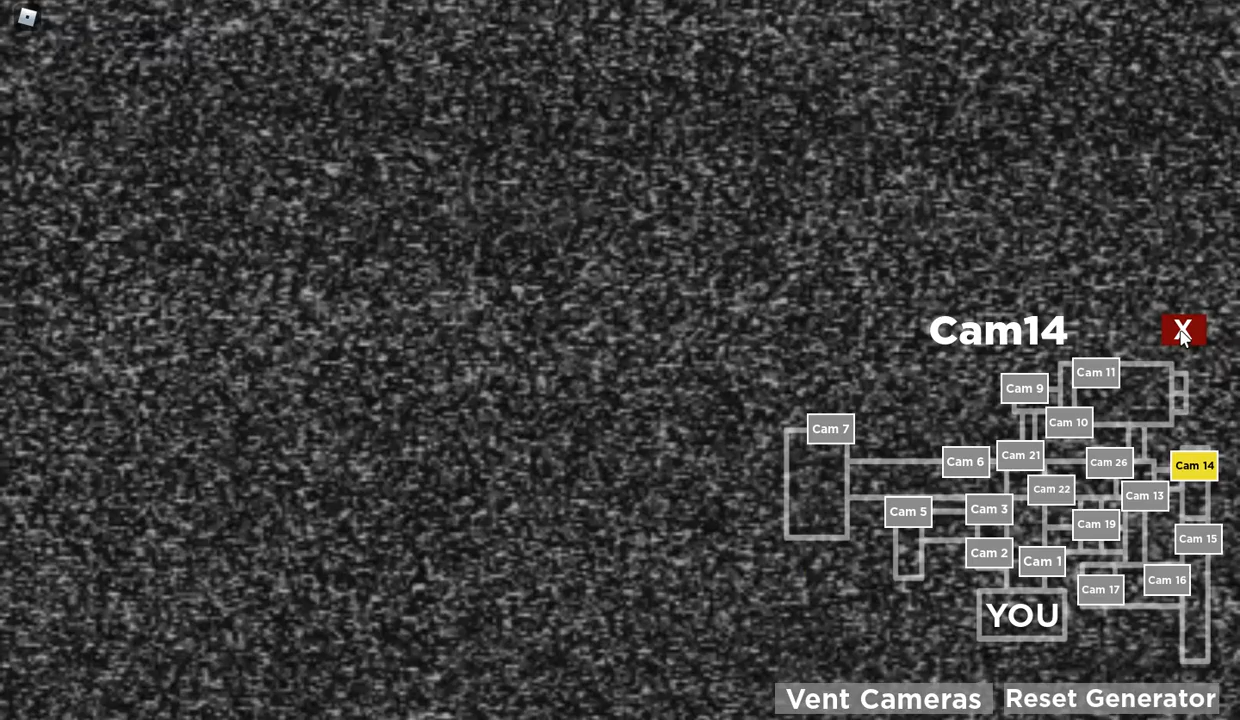 Cam14
X
Cam 11
Cam 9
Cam 10
Cam 7
Cam 21
Cam 6
Cam 26
Cam 14
Cam 22
Cam 13
Cam 5
Cam 3
Cam 19
Cam 15
Cam 2
Cam 1
Cam 16
Cam 17
YOU
Vent Cameras
Reset Generator